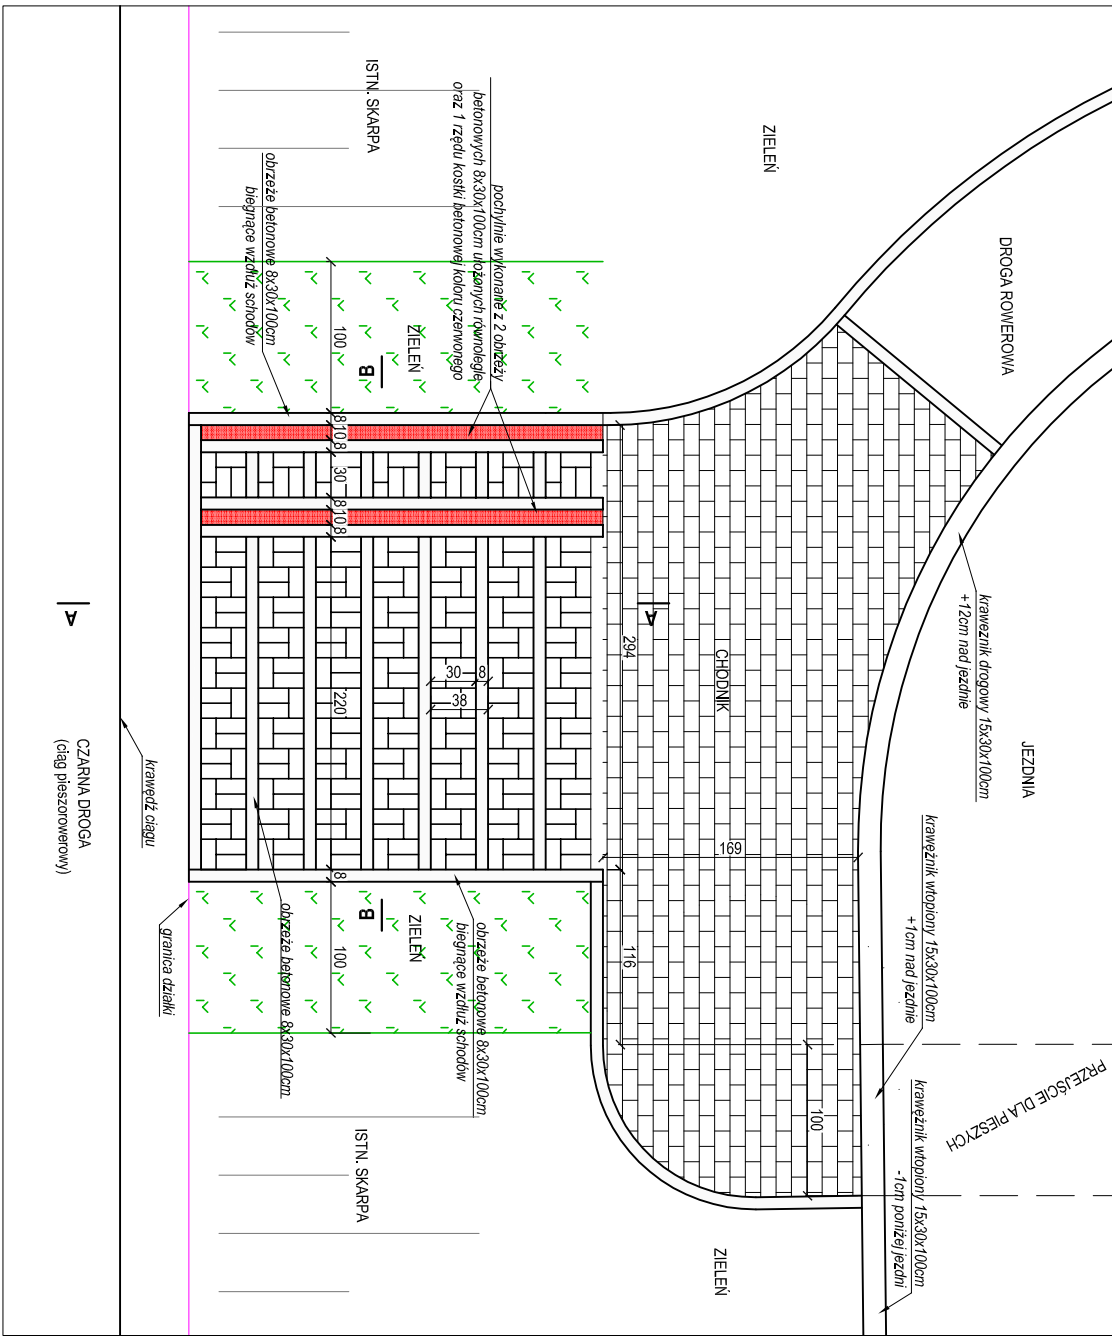 ISTN. SKARPA
obrzeże betonowe 8x30x100cm
biegnące wzdłuż schodów
pochylnie wykonane z 2 obrzeży
betonowych 8x30x100cm ułożonych równolegle
oraz 1 rzędu kostki betonowej koloru czerwonego
ZIELEŃ
DROGA ROWEROWA
100
ZIELEŃ
B
8
10
8
30
8
10
8
krawężnik drogowy 15x30x100cm
+12cm nad jezdnie
A
A
294
CHODNIK
30
8
38
220
JEZDNIA
krawędź ciągu
CZARNA DROGA
(ciąg pieszorowerowy)
169
krawężnik wtopiony 15x30x100cm
+1cm nad jezdnie
8
B
ZIELEŃ
100
116
obrzeże betonowe 8x30x100cm
biegnące wzdłuż schodów
obrzeże betonowe 8x30x100cm
granica działki
100
PRZEJŚCIE DLA PIESZYCH
krawężnik wtopiony 15x30x100cm
-1cm poniżej jezdni
ISTN. SKARPA
ZIELEŃ